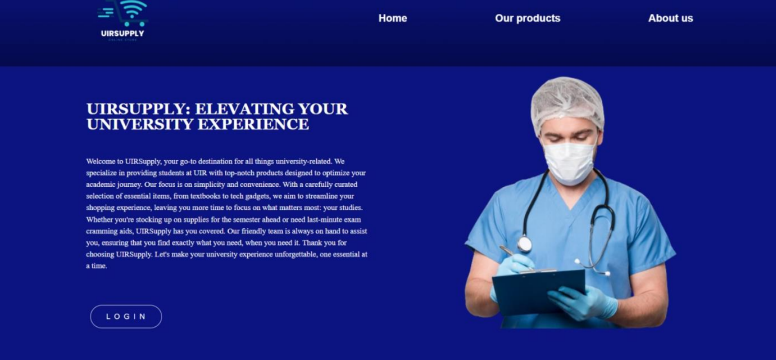 UIRSUPPLY
Home
Our products
About us
UIRSUPPLY: ELEVATING YOUR
UNIVERSITY EXPERIENCE
Welcome to UIRSupply, your go-to destination for all things university-related. We
specialize in providing students at UIR with top-notch products designed to optimize your
academic journey. Our focus is on simplicity and convenience. With a carefully curated
selection of essential items, from textbooks to tech gadgets, we aim to streamline your
shopping experience, leaving you more time to focus on what matters most: your studies.
Whether you're stocking up on supplies for the semester ahead or need last-minute exam
cramming aids, UIRSupply has you covered. Our friendly team is always on hand to assist
you, ensuring that you find exactly what you need, when you need it. Thank you for
choosing UIRSupply. Let's make your university experience unforgettable, one essential at
a time.
LOGIN